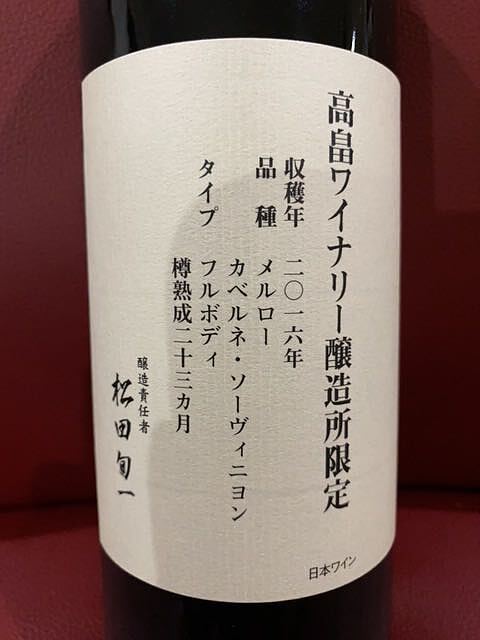 高畠ワイナリー醸造所限定
収穫年 二〇一六年
品種 メルロー
カベルネ・ソーヴィニヨン
タイプ フルボディ
樽熟成二十三カ月
醸造責任者
松田旬一
日本ワイン